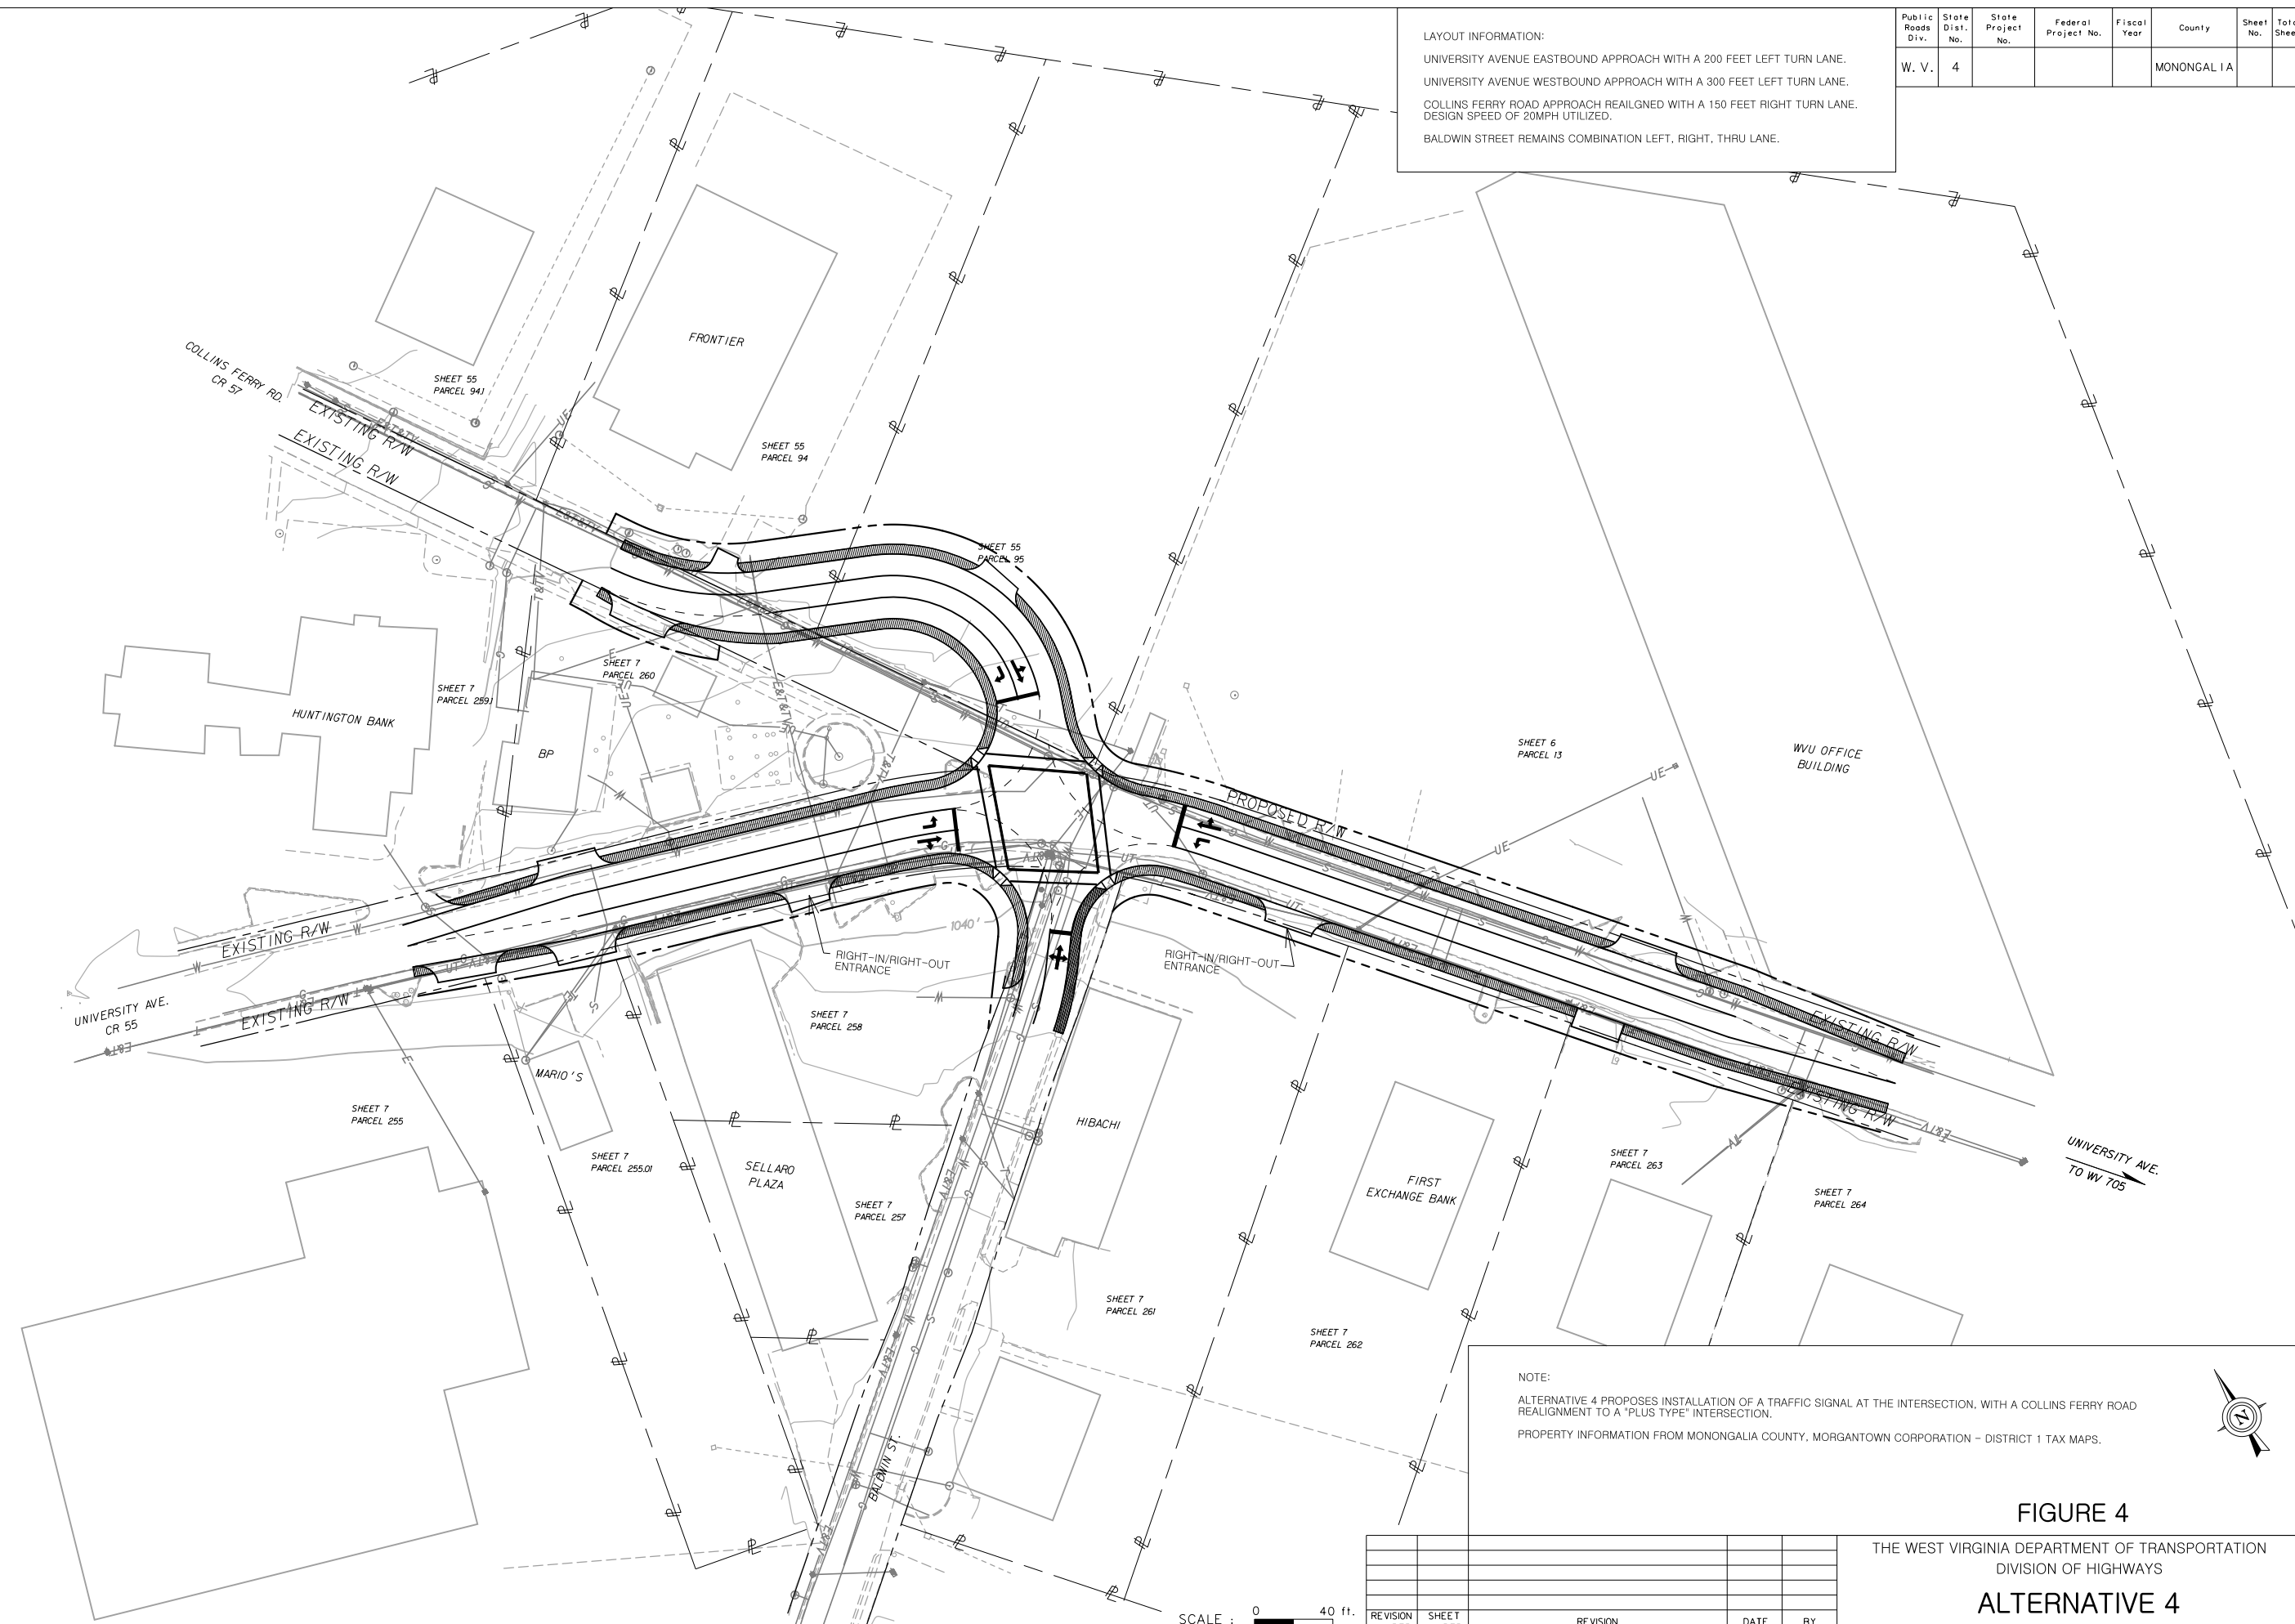 LAYOUT INFORMATION:
UNIVERSITY AVENUE EASTBOUND APPROACH WITH A 200 FEET LEFT TURN LANE.
UNIVERSITY AVENUE WESTBOUND APPROACH WITH A 300 FEET LEFT TURN LANE.
COLLINS FERRY ROAD APPROACH REAILGNED WITH A 150 FEET RIGHT TURN LANE.
DESIGN SPEED OF 20MPH UTILIZED.
BALDWIN STREET REMAINS COMBINATION LEFT, RIGHT, THRU LANE.
Public Roads Div. State Dist. No. State Project No. Federal Project No. Fiscal Year County Sheet No.
W. V. 4 MONONGALIA
FRONTIER
COLLINS FERRY RD.
CR 57
SHEET 55
PARCEL 94.1
EXISTING R/W
EXISTING R/W
SHEET 55
PARCEL 94
SHEET 55
PARCEL 95
SHEET 7
PARCEL 260
SHEET 7
PARCEL 259.1
HUNTINGTON BANK
BP
SHEET 6
PARCEL 13
WVU OFFICE
BUILDING
PROPOSED R/W
EXISTING R/W
1040'
RIGHT-IN/RIGHT-OUT
ENTRANCE
RIGHT-IN/RIGHT-OUT
ENTRANCE
UNIVERSITY AVE.
CR 55
EXISTING R/W
SHEET 7
PARCEL 258
EXISTING R/W
EXISTING R/W
MARIO'S
SHEET 7
PARCEL 255
SHEET 7
PARCEL 255.01
SELLARO
PLAZA
SHEET 7
PARCEL 257
HIBACHI
FIRST
EXCHANGE BANK
SHEET 7
PARCEL 263
SHEET 7
PARCEL 264
UNIVERSITY AVE.
TO WV 705
SHEET 7
PARCEL 261
SHEET 7
PARCEL 262
BALDWIN ST.
NOTE:
ALTERNATIVE 4 PROPOSES INSTALLATION OF A TRAFFIC SIGNAL AT THE INTERSECTION, WITH A COLLINS FERRY ROAD
REALIGNMENT TO A "PLUS TYPE" INTERSECTION.
PROPERTY INFORMATION FROM MONONGALIA COUNTY, MORGANTOWN CORPORATION - DISTRICT 1 TAX MAPS.
N
FIGURE 4
THE WEST VIRGINIA DEPARTMENT OF TRANSPORTATION
DIVISION OF HIGHWAYS
ALTERNATIVE 4
SCALE : 0 40 ft.
REVISION SHEET REVISION DATE BY